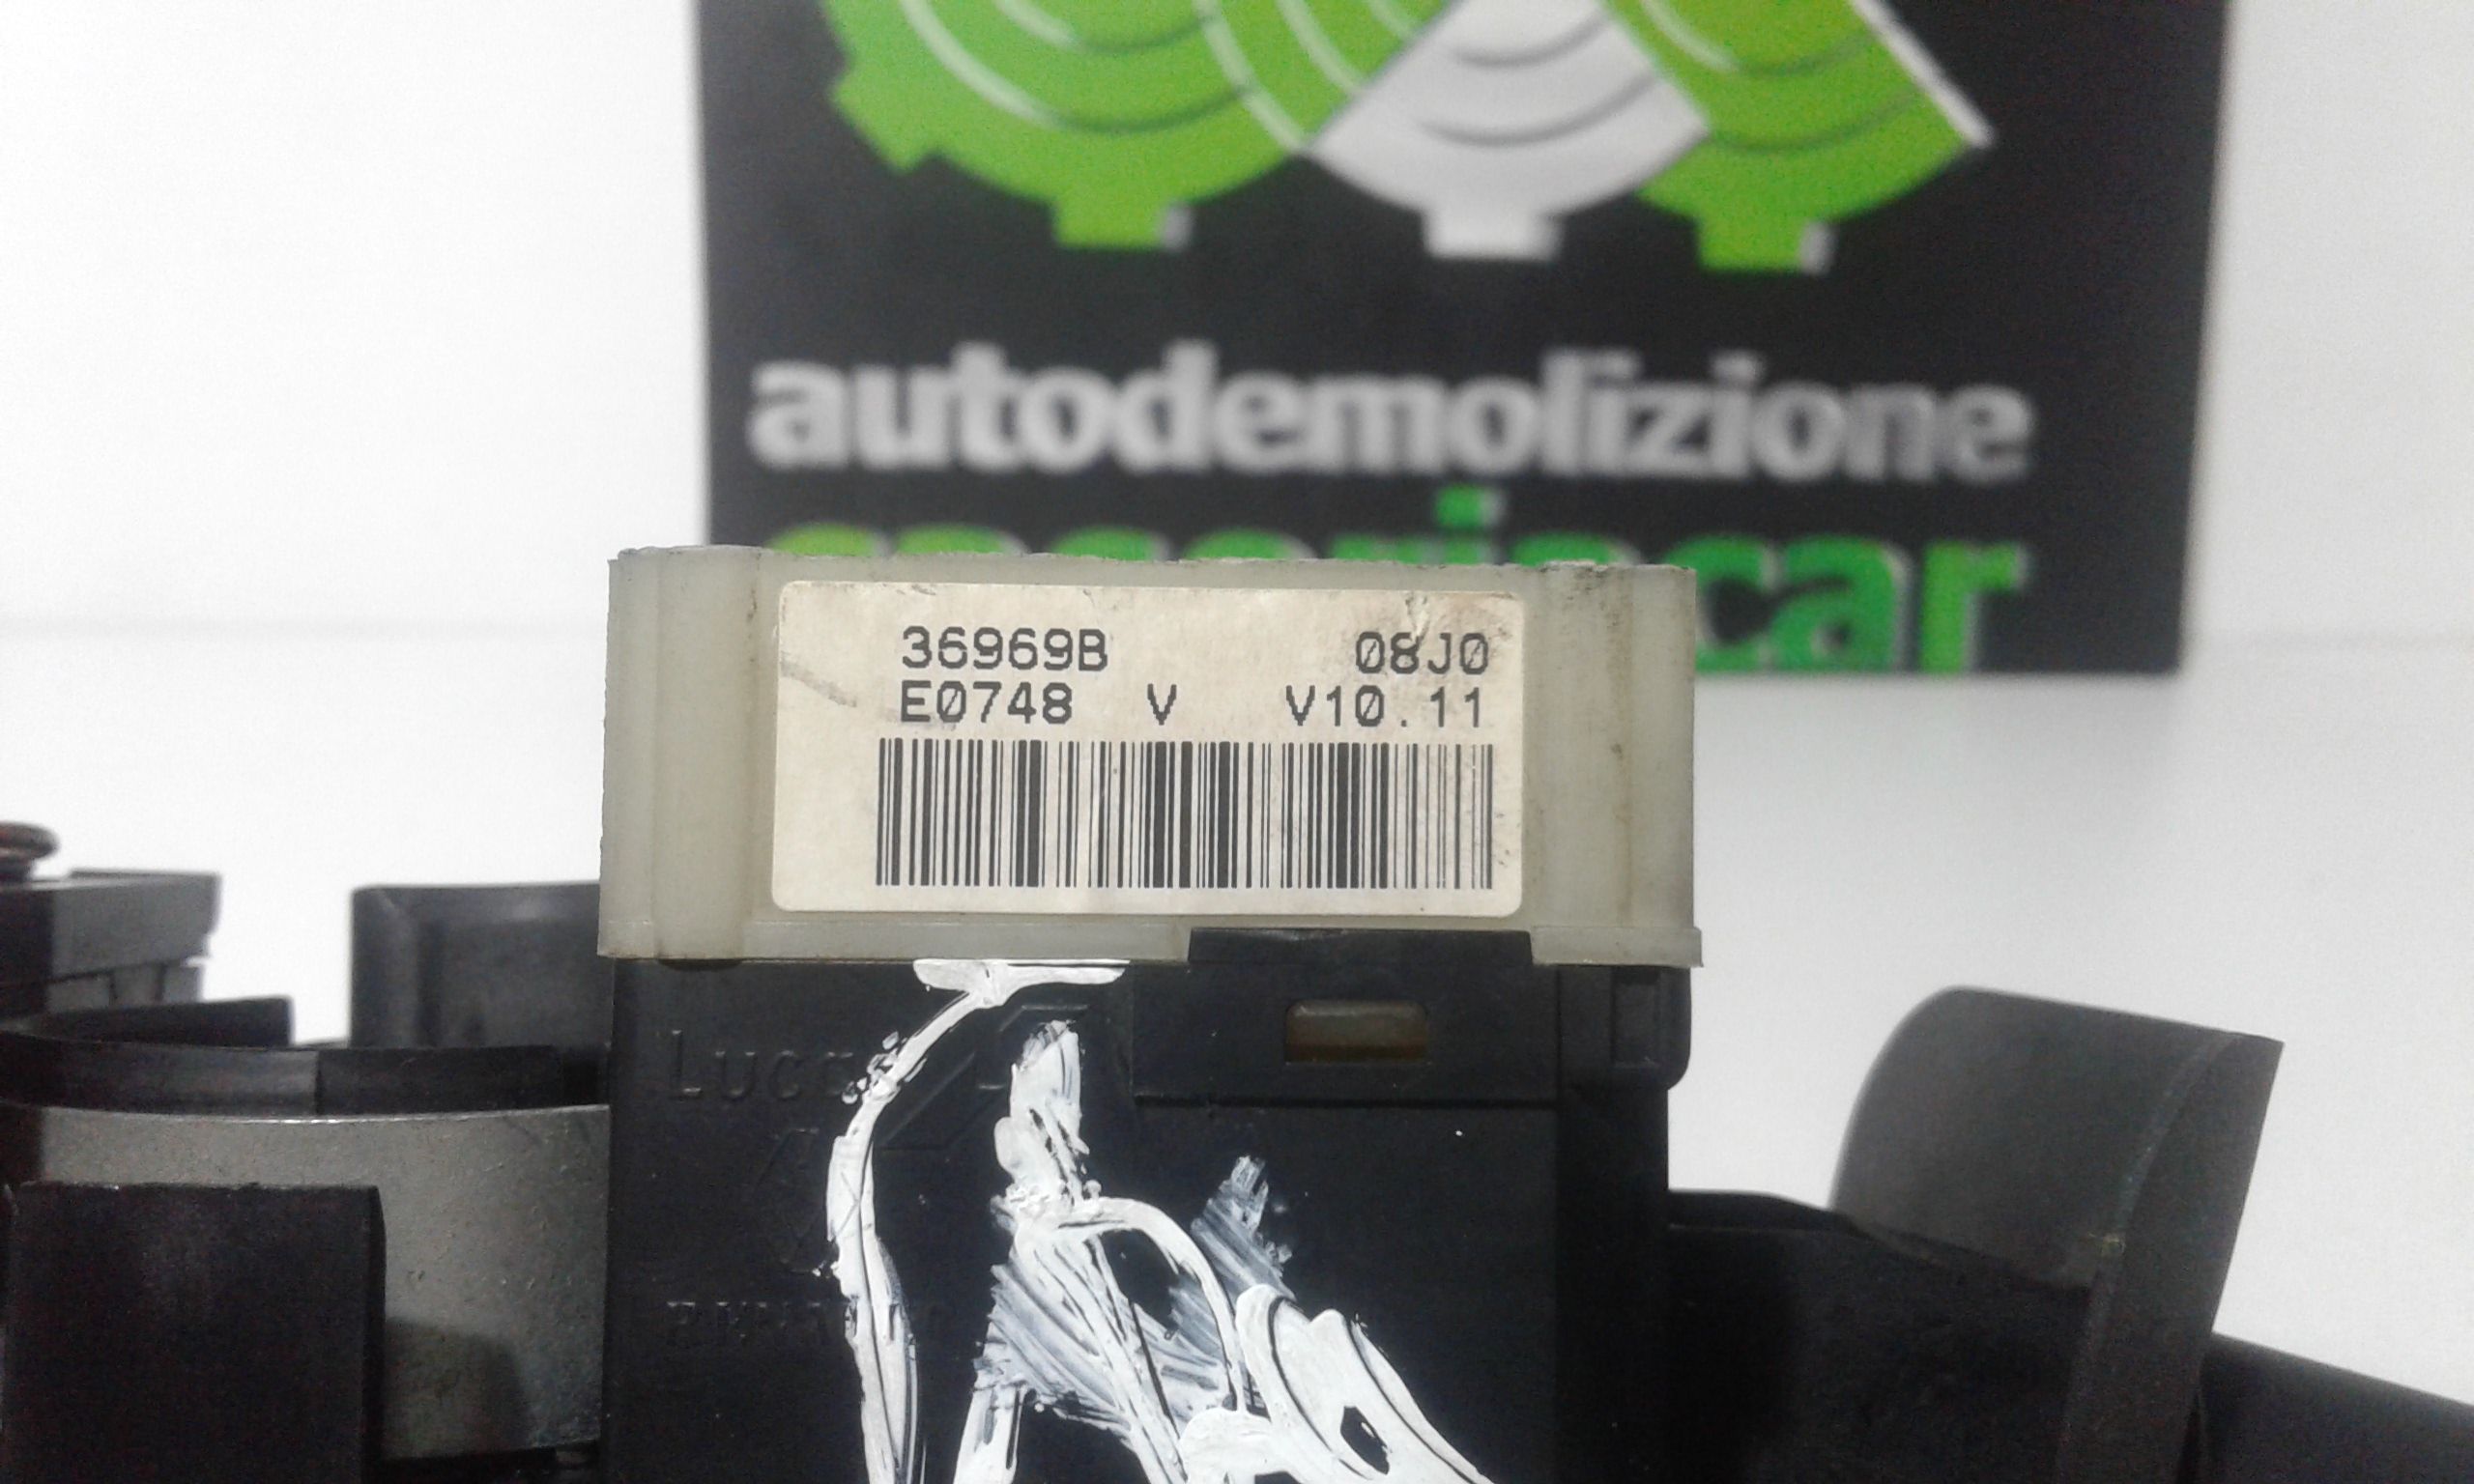 autodemolizione
36969B 08J0
E0748 V V10.11